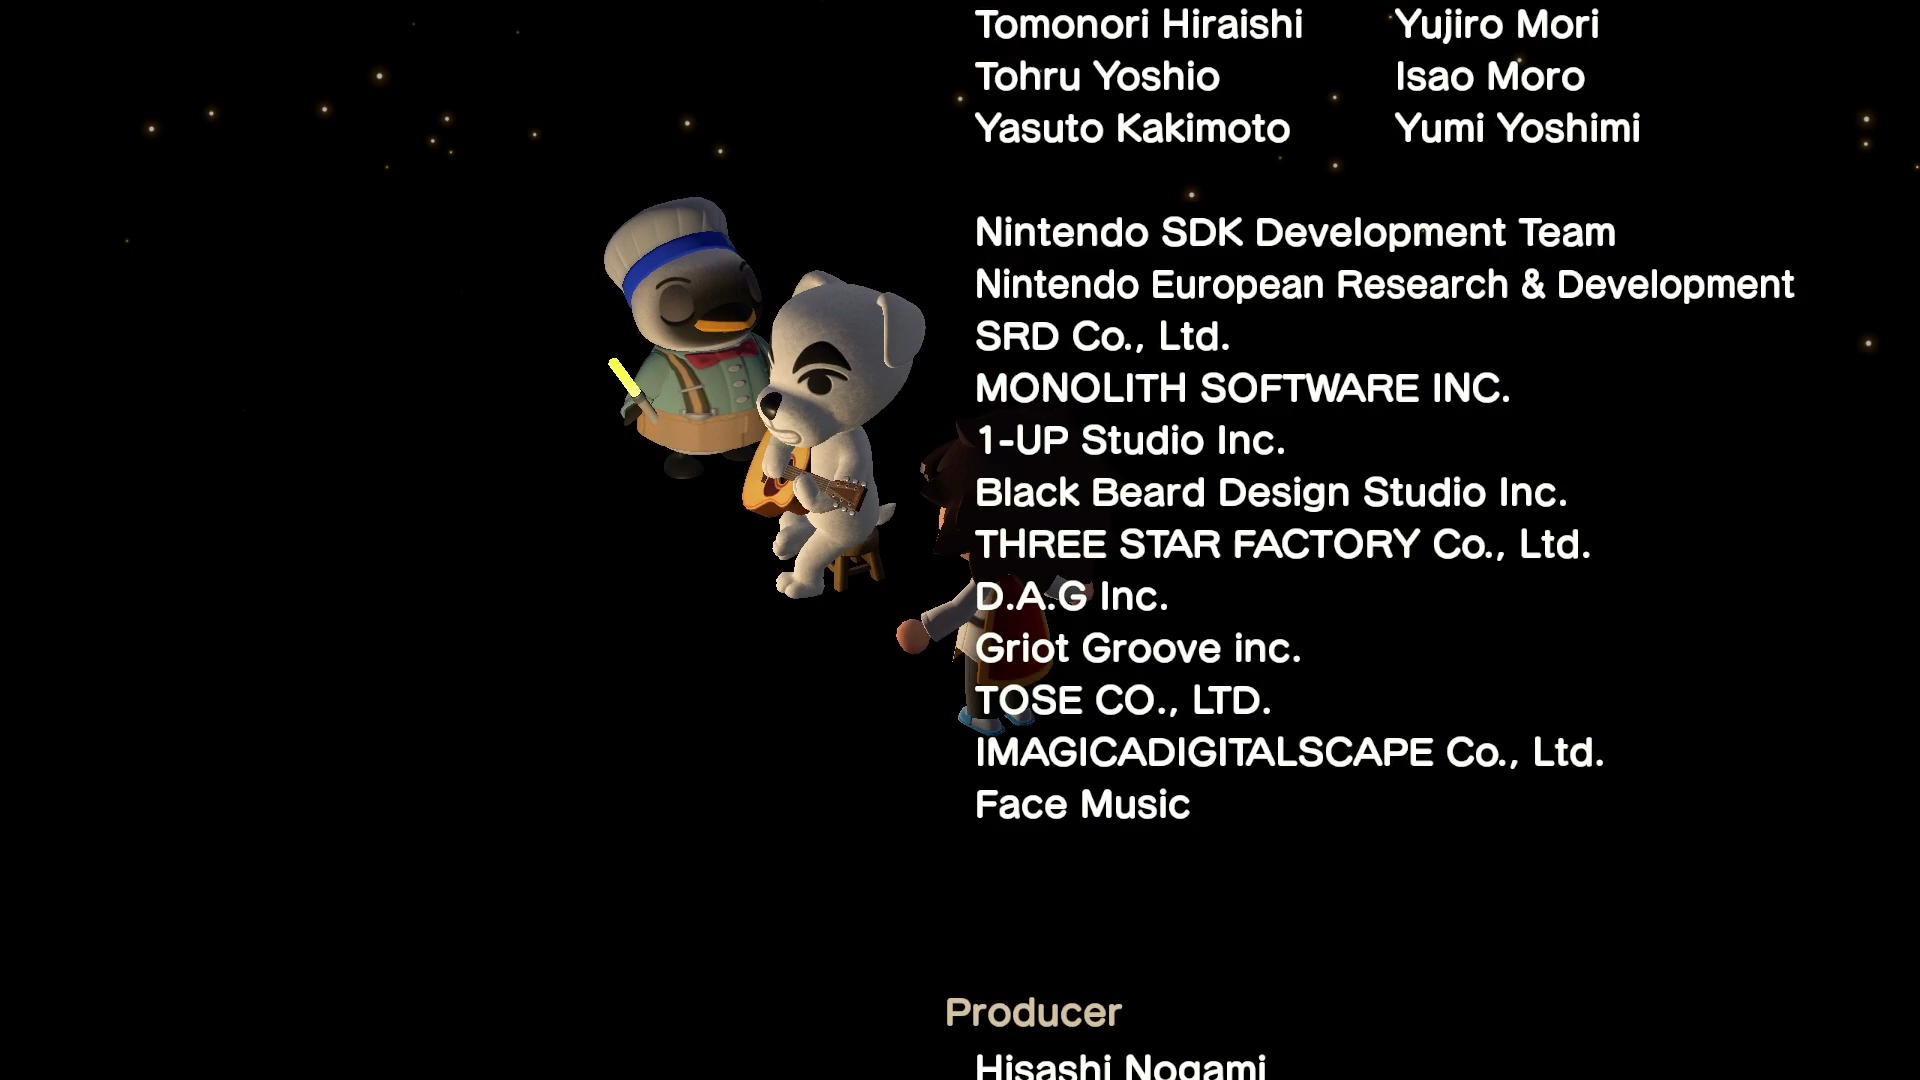 Tomonori Hiraishi Yujiro Mori
Tohru Yoshio Isao Moro
Yasuto Kakimoto Yumi Yoshimi
Nintendo SDK Development Team
Nintendo European Research & Development
SRD Co., Ltd.
MONOLITH SOFTWARE INC.
1-UP Studio Inc.
Black Beard Design Studio Inc.
THREE STAR FACTORY Co., Ltd.
D.A.G Inc.
Griot Groove inc.
TOSE CO., LTD.
IMAGICADIGITALSCAPE Co., Ltd.
Face Music
Producer
Hisashi Nogami